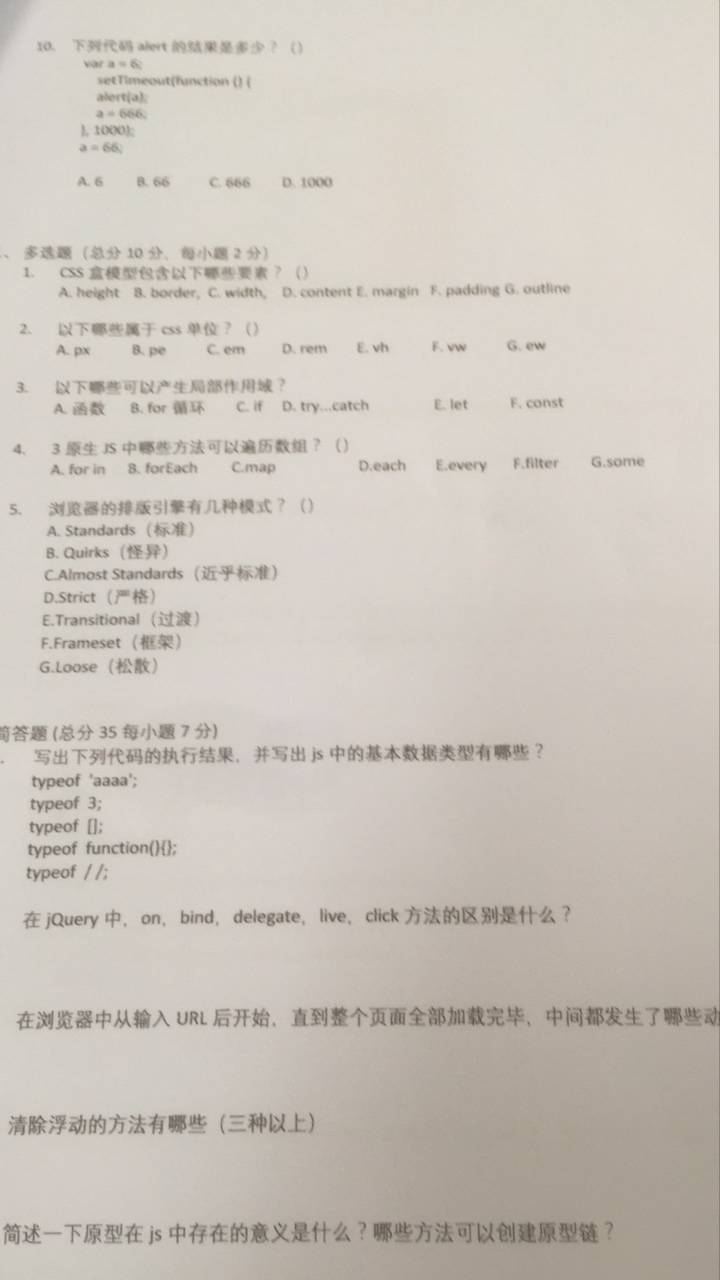 10. 下列代码 alert 的结果是多少？（）
var a = 6;
setTimeout(function () {
alert(a);
a = 666;
}, 1000);
a = 66;
A. 6 B. 66 C. 666 D. 1000
、多选题（总分 10 分、每小题 2 分）
1. CSS 盒模型包含以下哪些要素？（）
A. height B. border, C. width, D. content E. margin F. padding G. outline
2. 以下哪些属于 css 单位？（）
A. px B. pe C. em D. rem E. vh F. vw G. ew
3. 以下哪些可以产生局部作用域？
A. 函数 B. for 循环 C. if D. try...catch E. let F. const
4. 3 原生 JS 中哪些方法可以遍历数组？（）
A. for in B. forEach C.map D.each E.every F.filter G.some
5. 浏览器的排版引擎有几种模式？（）
A. Standards（标准）
B. Quirks（怪异）
C.Almost Standards（近乎标准）
D.Strict（严格）
E.Transitional（过渡）
F.Frameset（框架）
G.Loose（松散）
简答题 (总分 35 每小题 7 分)
. 写出下列代码的执行结果，并写出 js 中的基本数据类型有哪些？
typeof 'aaaa';
typeof 3;
typeof [];
typeof function(){};
typeof / /;
在 jQuery 中，on，bind，delegate，live，click 方法的区别是什么？
在浏览器中从输入 URL 后开始，直到整个页面全部加载完毕，中间都发生了哪些动
清除浮动的方法有哪些（三种以上）
简述一下原型在 js 中存在的意义是什么？哪些方法可以创建原型链？